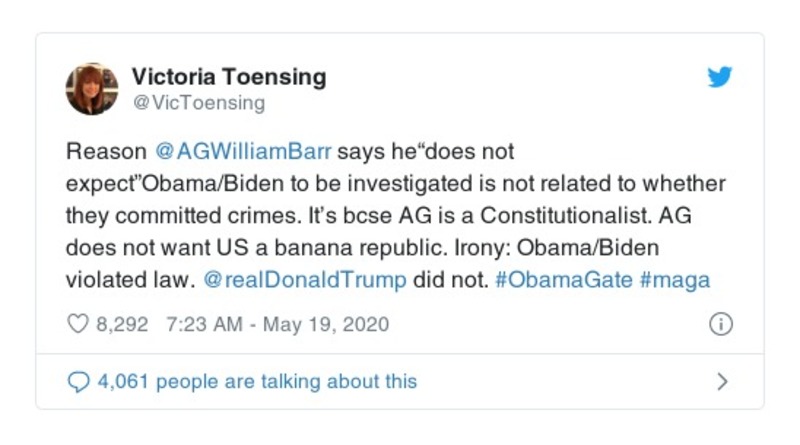 Victoria Toensing
@VicToensing
Reason @AGWilliamBarr says he“does not
expect”Obama/Biden to be investigated is not related to whether
they committed crimes. It’s bcse AG is a Constitutionalist. AG
does not want US a banana republic. Irony: Obama/Biden
violated law. @realDonaldTrump did not. #ObamaGate #maga
8,292 7:23 AM - May 19, 2020
4,061 people are talking about this